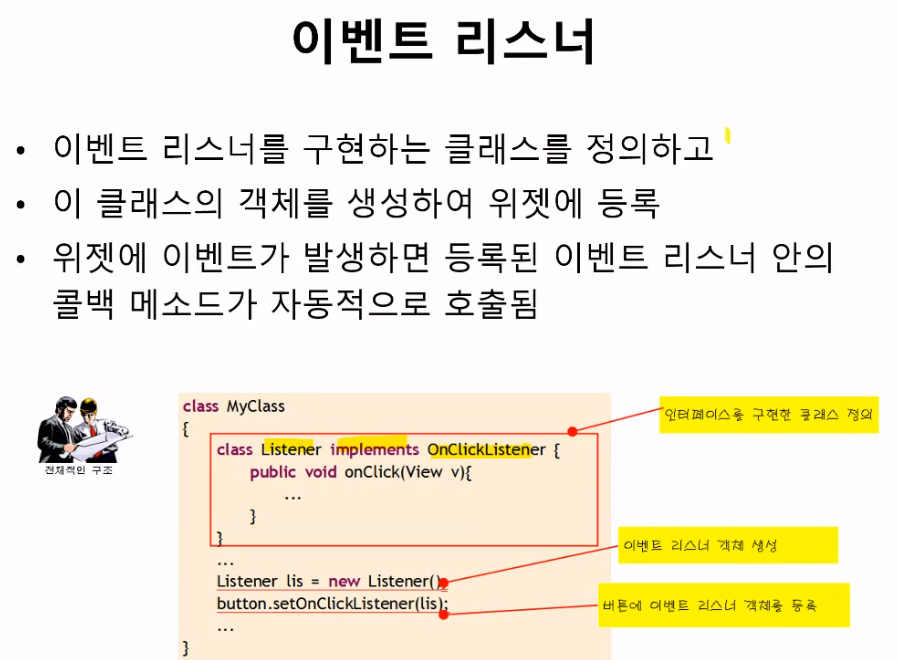 이벤트 리스너
• 이벤트 리스너를 구현하는 클래스를 정의하고
• 이 클래스의 객체를 생성하여 위젯에 등록
• 위젯에 이벤트가 발생하면 등록된 이벤트 리스너 안의
콜백 메소드가 자동적으로 호출됨
전체적인 구조
class MyClass
{
class Listener implements OnClickListener {
public void onClick(View v){
...
}
}
...
Listener lis = new Listener();
button.setOnClickListener(lis);
...
}
인터페이스를 구현한 클래스 정의
이벤트 리스너 객체 생성
버튼에 이벤트 리스너 객체를 등록